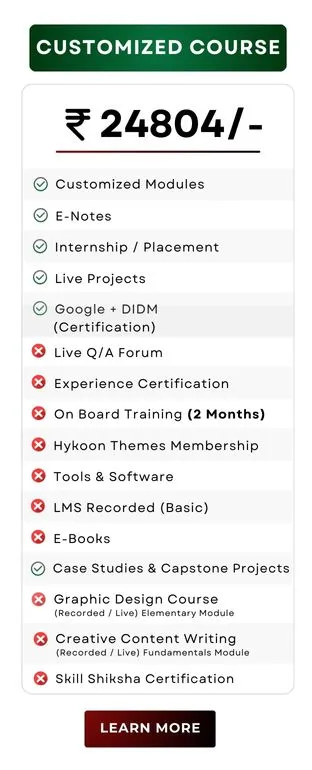 CUSTOMIZED COURSE
₹ 24804/-
Customized Modules
E-Notes
Internship / Placement
Live Projects
Google + DIDM
(Certification)
Live Q/A Forum
Experience Certification
On Board Training (2 Months)
Hykoon Themes Membership
Tools & Software
LMS Recorded (Basic)
E-Books
Case Studies & Capstone Projects
Graphic Design Course
(Recorded / Live) Elementary Module
Creative Content Writing
(Recorded / Live) Fundamentals Module
Skill Shiksha Certification
LEARN MORE